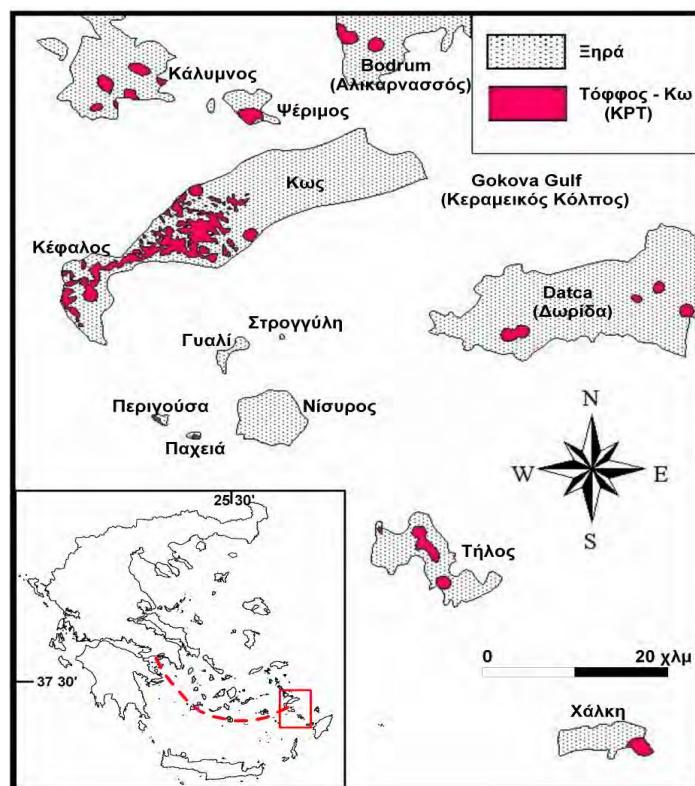 Κάλυμνος
Bodrum
(Αλικαρνασσός)
Ψέριμος
Ξηρά
Τόφφος - Κω
(KPT)
Κως
Gokova Gulf
(Κεραμεικός Κόλπος)
Κέφαλος
Datca
(Δωρίδα)
Στρογγύλη
Γυαλί
Περιγούσα
Νίσυρος
Παχειά
N
W
E
S
25 30'
37 30'
Τήλος
0
20 χλμ
Χάλκη